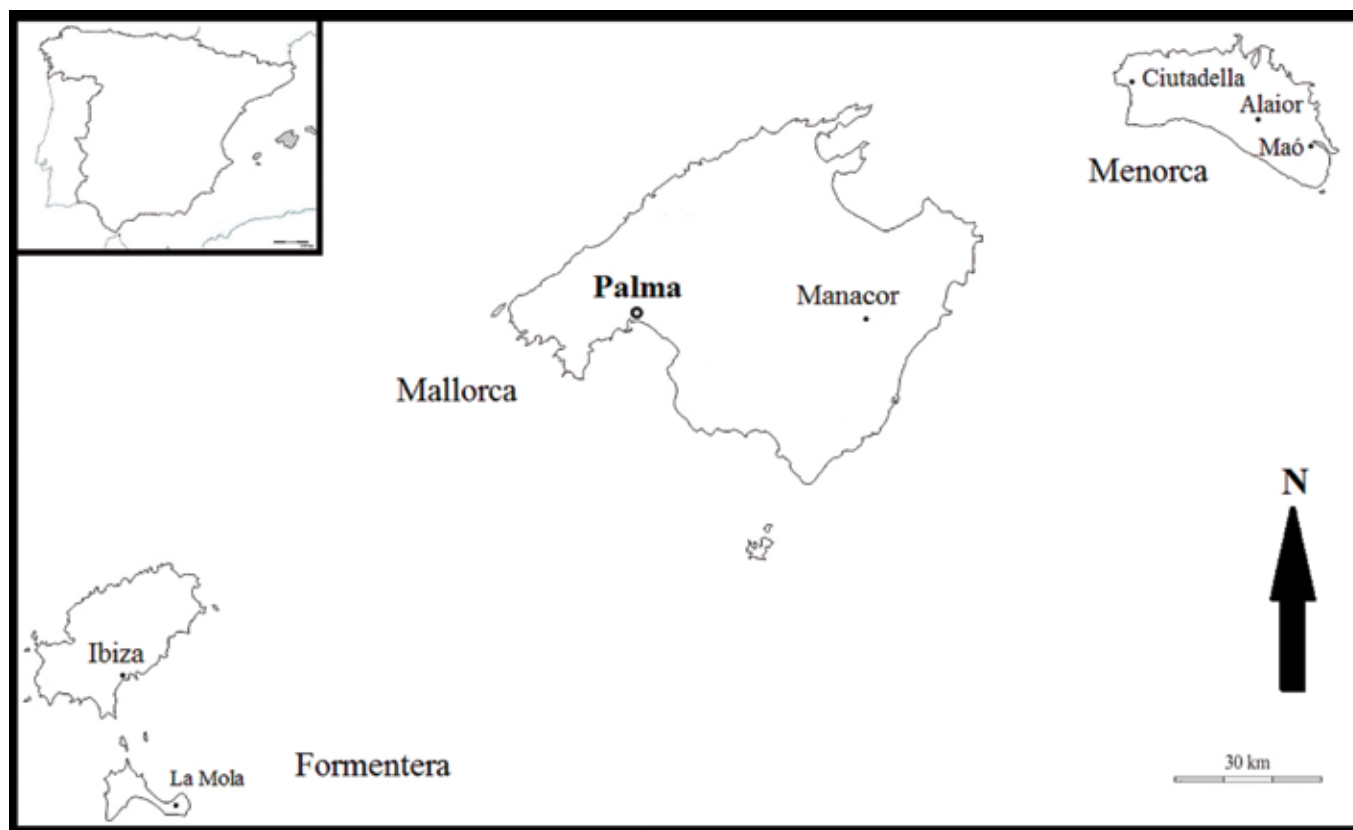 Ciutadella
Alaior
Maó
Menorca
Palma
Manacor
Mallorca
N
Ibiza
La Mola
Formentera
30 km